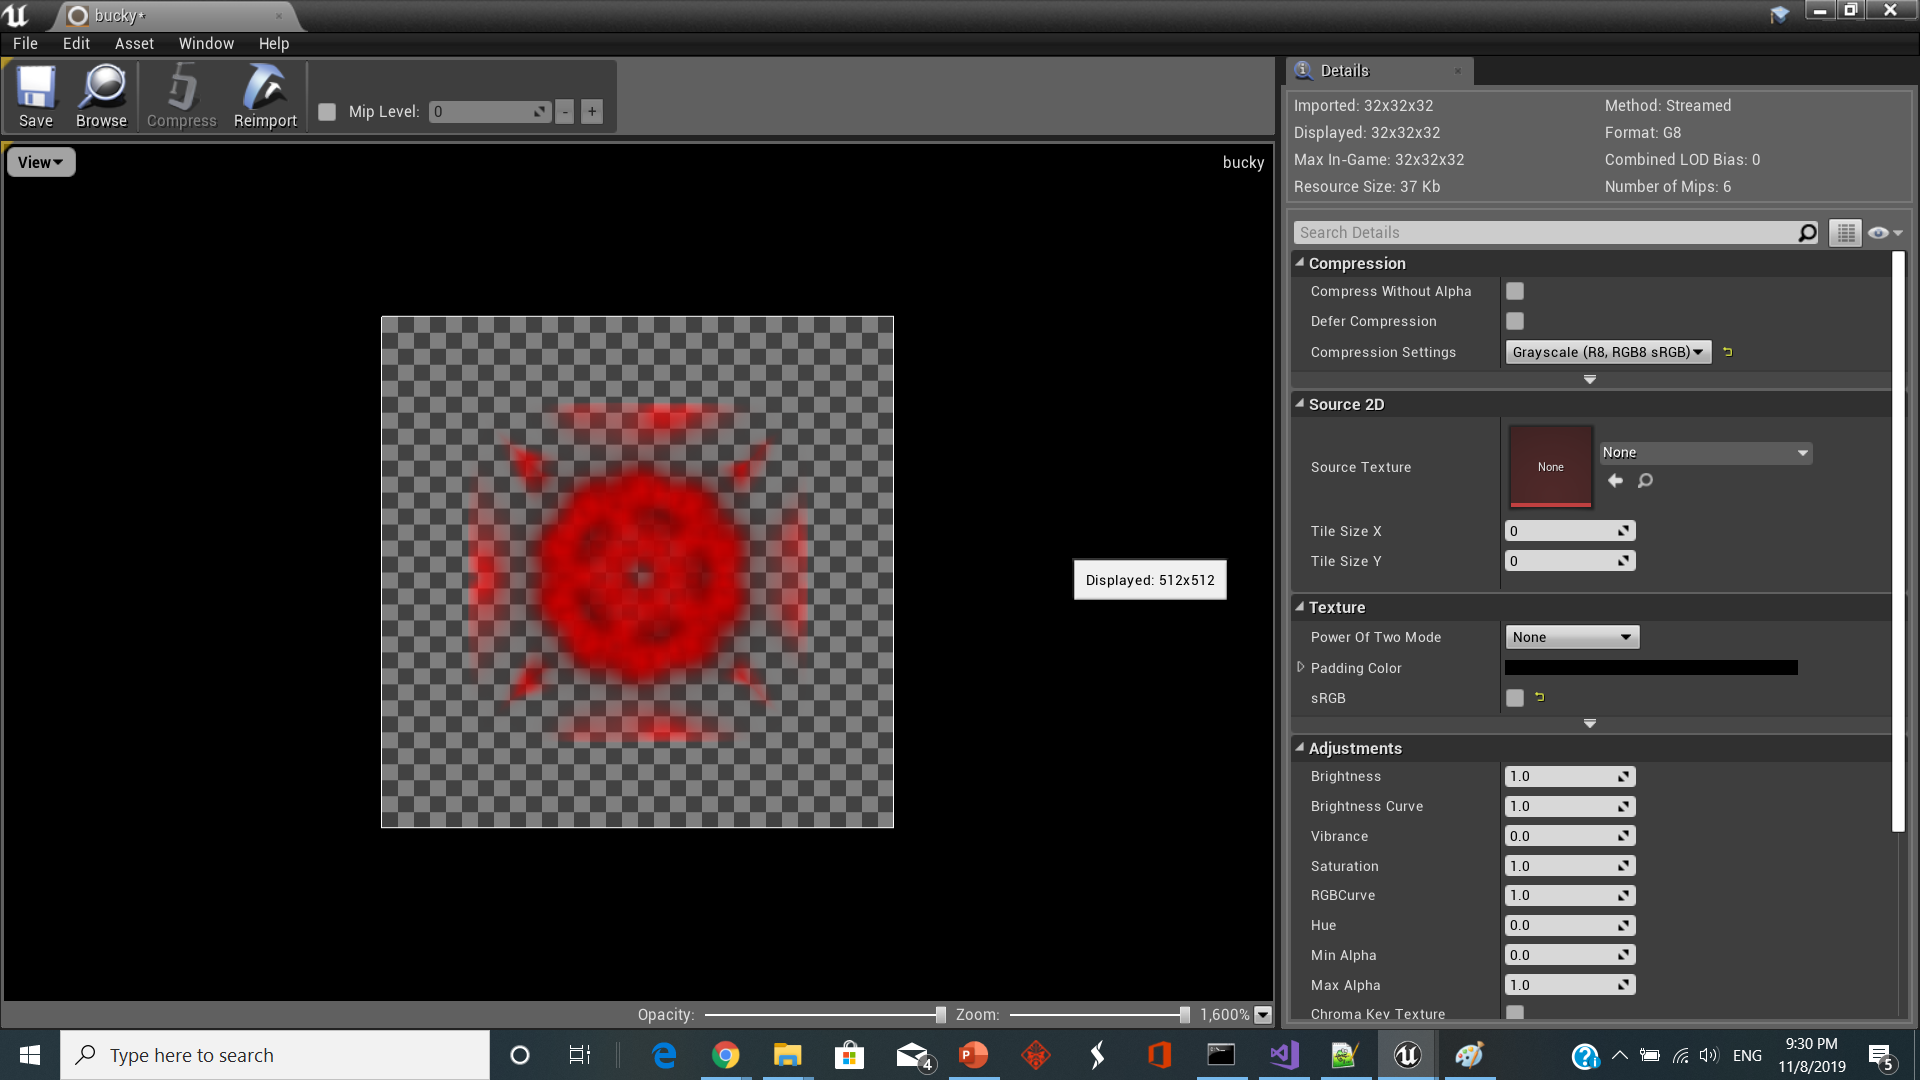 bucky*
File Edit Asset Window Help
Save Browse Compress Reimport Mip Level: 0 - +
View
bucky
Displayed: 512x512
Opacity: Zoom: 1,600%
Details
Imported: 32x32x32 Method: Streamed
Displayed: 32x32x32 Format: G8
Max In-Game: 32x32x32 Combined LOD Bias: 0
Resource Size: 37 Kb Number of Mips: 6
Search Details
Compression
Compress Without Alpha
Defer Compression
Compression Settings Grayscale (R8, RGB8 sRGB)
Source 2D
Source Texture None None
Tile Size X 0
Tile Size Y 0
Texture
Power Of Two Mode None
Padding Color
sRGB
Adjustments
Brightness 1.0
Brightness Curve 1.0
Vibrance 0.0
Saturation 1.0
RGBCurve 1.0
Hue 0.0
Min Alpha 0.0
Max Alpha 1.0
Chroma Key Texture
Type here to search
4
ENG
9:30 PM
11/8/2019
5